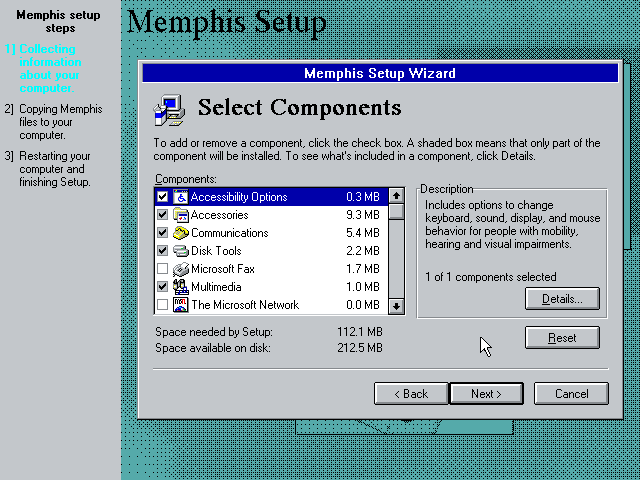 Memphis setup
steps
1] Collecting
information
about your
computer.
2] Copying Memphis
files to your
computer.
3] Restarting your
computer and
finishing Setup.
Memphis Setup
Memphis Setup Wizard
Select Components
To add or remove a component, click the check box. A shaded box means that only part of the
component will be installed. To see what's included in a component, click Details.
Components:
Accessibility Options 0.3 MB
Accessories 9.3 MB
Communications 5.4 MB
Disk Tools 2.2 MB
Microsoft Fax 1.7 MB
Multimedia 1.0 MB
The Microsoft Network 0.0 MB
Description
Includes options to change
keyboard, sound, display, and mouse
behavior for people with mobility,
hearing and visual impairments.
1 of 1 components selected
Details...
Space needed by Setup: 112.1 MB
Space available on disk: 212.5 MB
Reset
< Back
Next >
Cancel